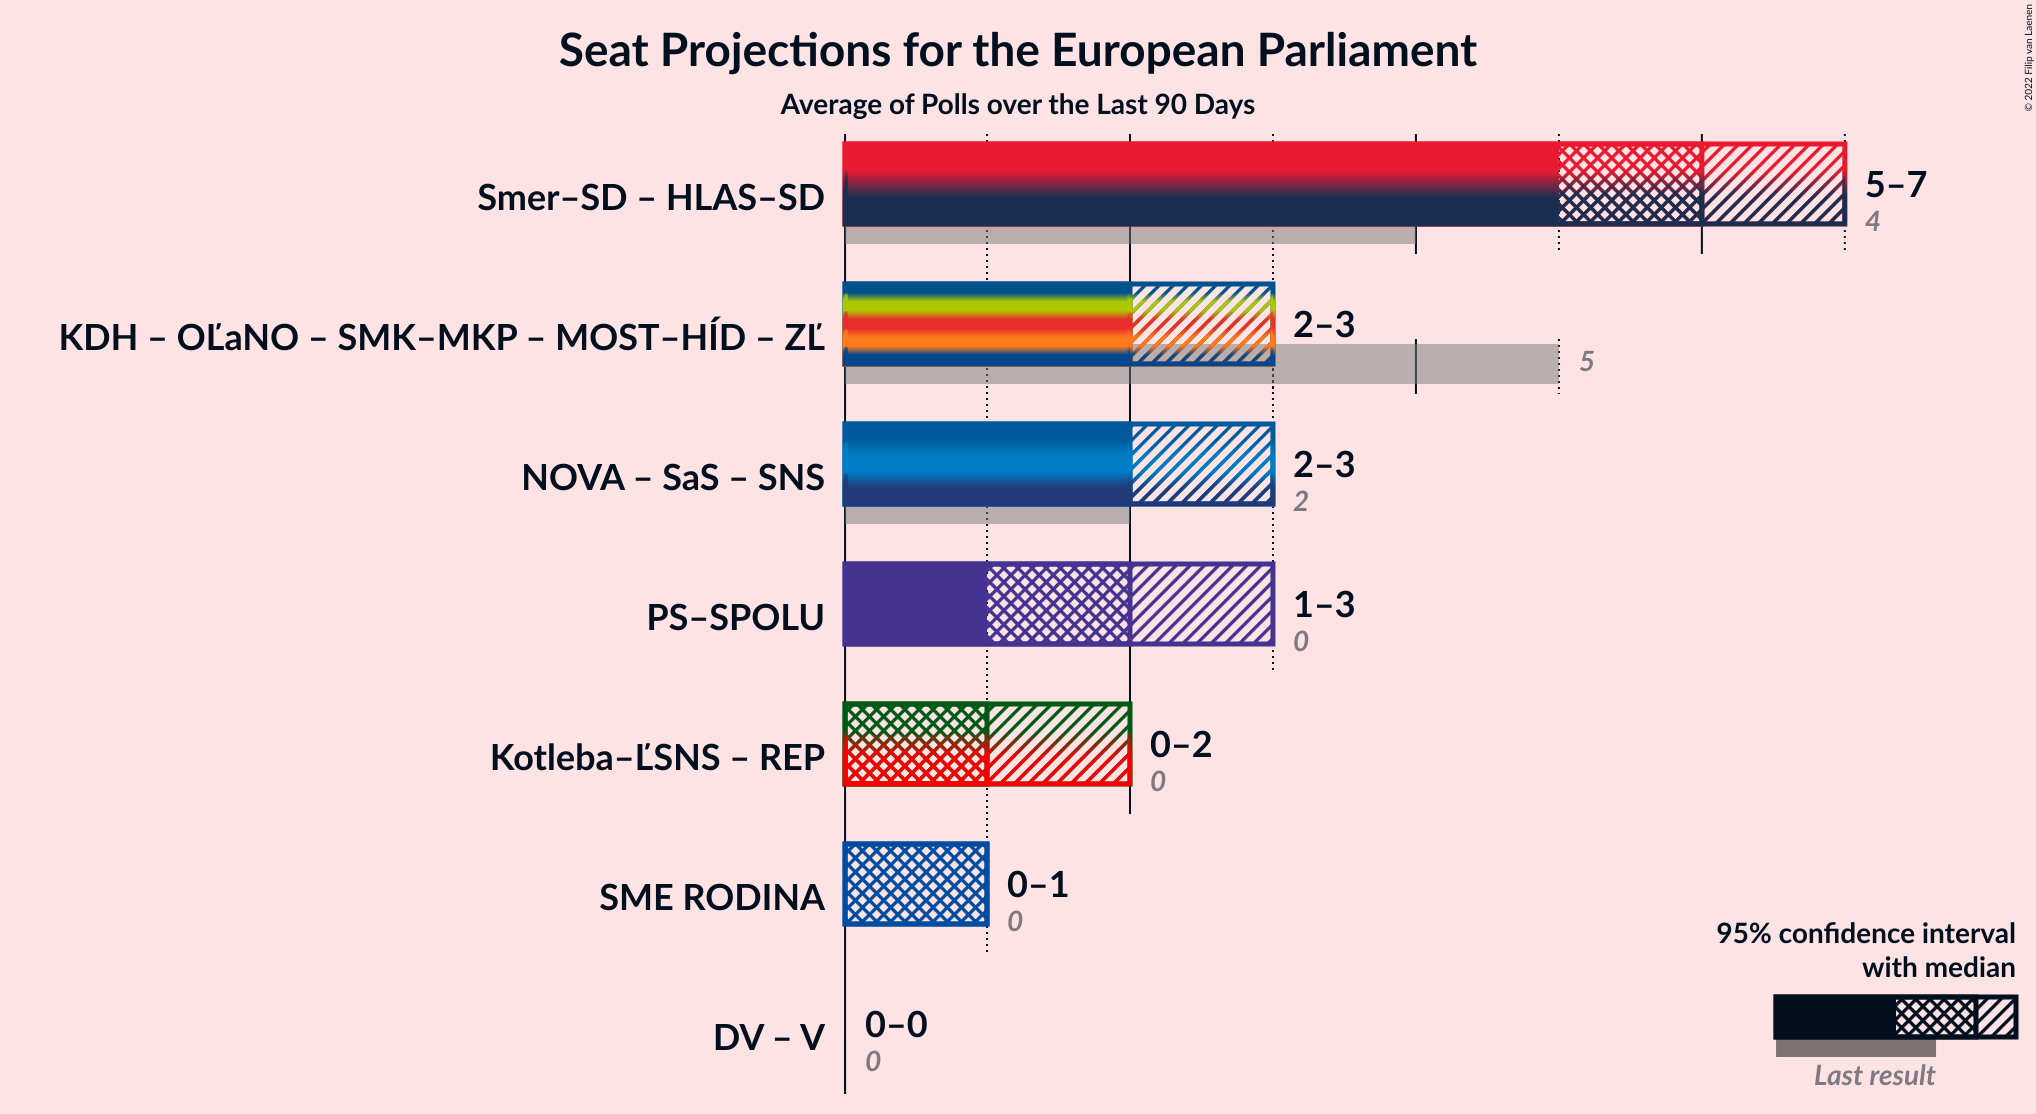 Seat Projections for the European Parliament
Average of Polls over the Last 90 Days
© 2022 Filip van Laenen
Smer–SD – HLAS–SD
5–7
4
KDH – OĽaNO – SMK–MKP – MOST–HÍD – ZĽ
2–3
5
NOVA – SaS – SNS
2–3
2
PS–SPOLU
1–3
0
Kotleba–ĽSNS – REP
0–2
0
SME RODINA
0–1
0
DV – V
0–0
0
95% confidence interval
with median
Last result